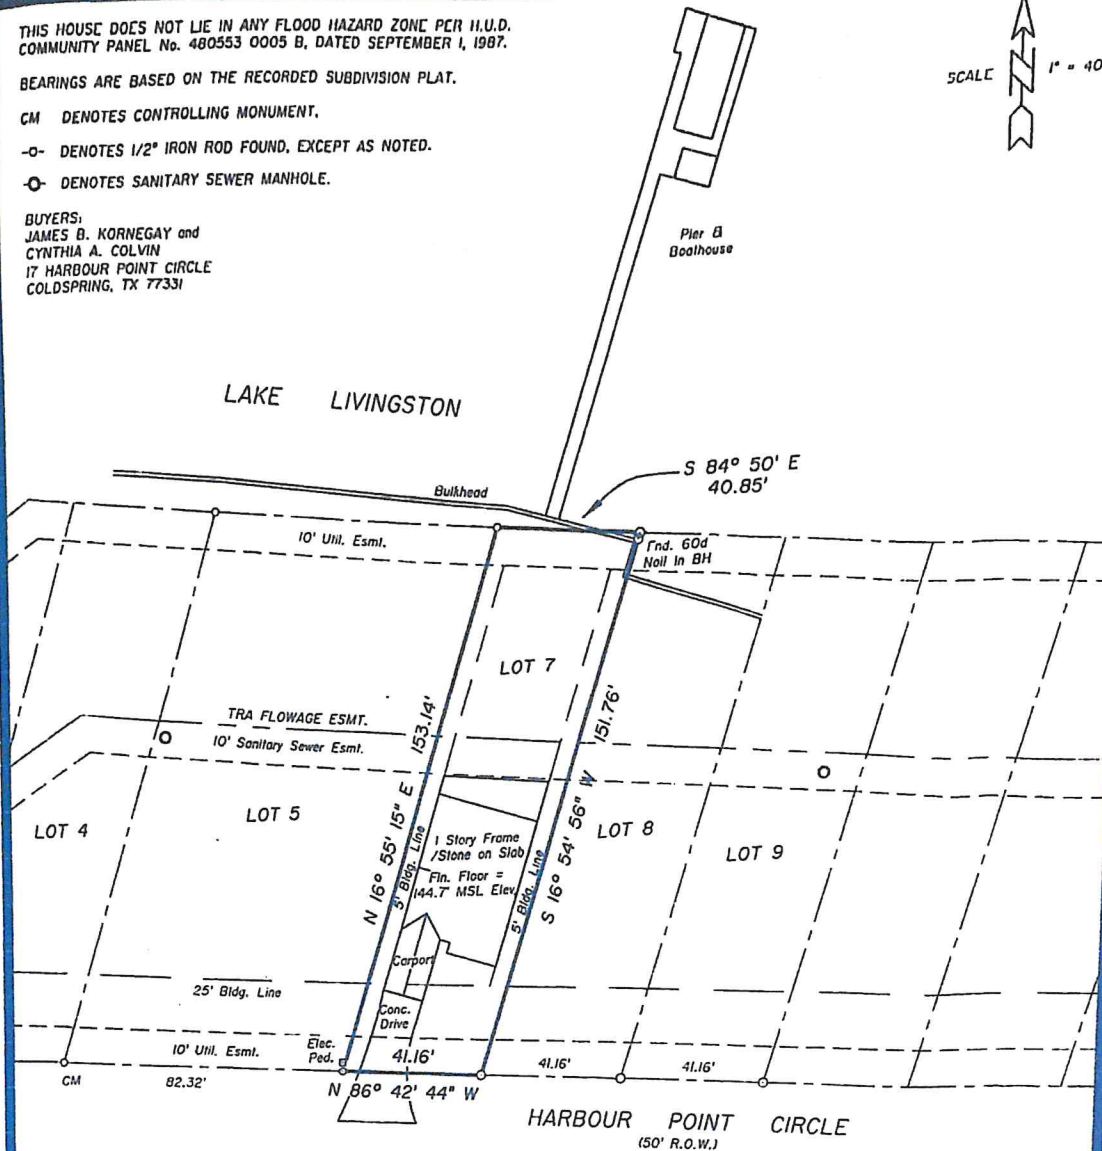 THIS HOUSE DOES NOT LIE IN ANY FLOOD HAZARD ZONE PER H.U.D.
COMMUNITY PANEL No. 480553 0005 B, DATED SEPTEMBER 1, 1987.
BEARINGS ARE BASED ON THE RECORDED SUBDIVISION PLAT.
CM DENOTES CONTROLLING MONUMENT.
-o- DENOTES 1/2" IRON ROD FOUND, EXCEPT AS NOTED.
-O- DENOTES SANITARY SEWER MANHOLE.
BUYERS:
JAMES B. KORNEGAY and
CYNTHIA A. COLVIN
17 HARBOUR POINT CIRCLE
COLDSPRING, TX 77331
SCALE
N
1" = 40
Pier &
Boathouse
LAKE LIVINGSTON
S 84° 50' E
40.85'
Bulkhead
10' Util. Esmt.
Fnd. 60d
Nail in BH
LOT 7
153.14'
151.76'
TRA FLOWAGE ESMT.
10' Sanitary Sewer Esmt.
LOT 4
LOT 5
N 16° 55' 15" E
5' Bldg. Line
1 Story Frame
/Stone on Slab
Fin. Floor =
144.7' MSL Elev.
5' Bldg. Line
S 16° 54' 56" W
LOT 8
LOT 9
Carport
25' Bldg. Line
Conc.
Drive
10' Util. Esmt.
Elec.
Ped.
41.16'
41.16'
41.16'
CM
82.32'
N 86° 42' 44" W
HARBOUR POINT CIRCLE
(50' R.O.W.)